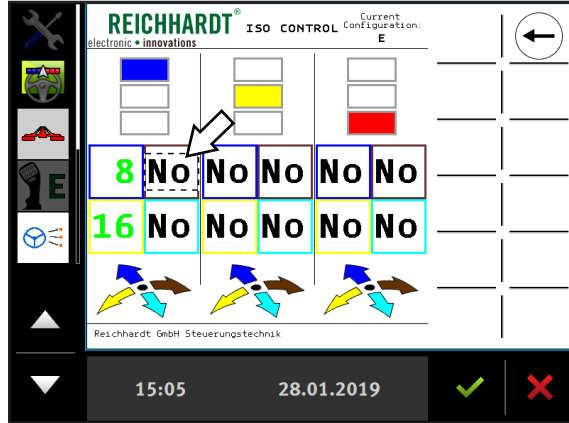 REICHHARDT®
electronic • innovations
ISO CONTROL
Current
Configuration:
E
E
8 No No No No No
16 No No No No No
Reichhardt GmbH Steuerungstechnik
15:05 28.01.2019